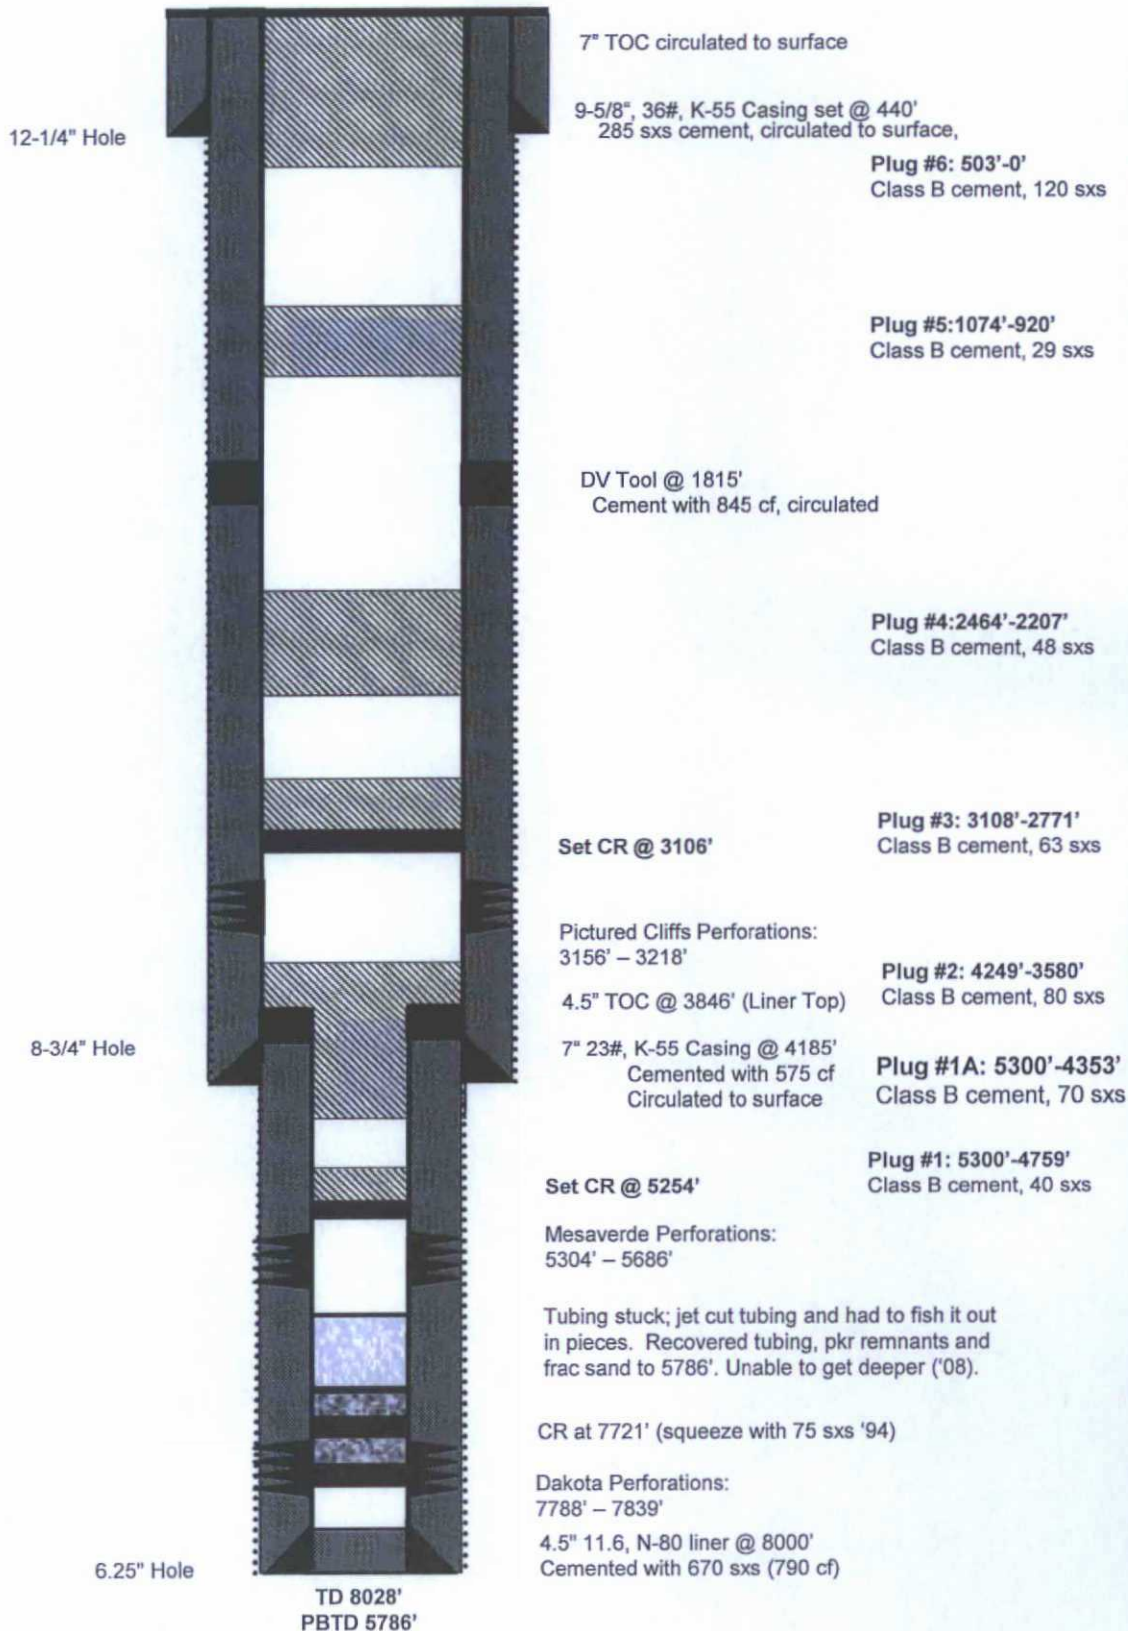 7" TOC circulated to surface
9-5/8", 36#, K-55 Casing set @ 440'
285 sxs cement, circulated to surface,
12-1/4" Hole
Plug #6: 503'-0'
Class B cement, 120 sxs
Plug #5:1074'-920'
Class B cement, 29 sxs
DV Tool @ 1815'
Cement with 845 cf, circulated
Plug #4:2464'-2207'
Class B cement, 48 sxs
Plug #3: 3108'-2771'
Class B cement, 63 sxs
Set CR @ 3106'
Pictured Cliffs Perforations:
3156' – 3218'
Plug #2: 4249'-3580'
Class B cement, 80 sxs
4.5" TOC @ 3846' (Liner Top)
8-3/4" Hole
7" 23#, K-55 Casing @ 4185'
Cemented with 575 cf
Circulated to surface
Plug #1A: 5300'-4353'
Class B cement, 70 sxs
Plug #1: 5300'-4759'
Class B cement, 40 sxs
Set CR @ 5254'
Mesaverde Perforations:
5304' – 5686'
Tubing stuck; jet cut tubing and had to fish it out
in pieces. Recovered tubing, pkr remnants and
frac sand to 5786'. Unable to get deeper ('08).
CR at 7721' (squeeze with 75 sxs '94)
Dakota Perforations:
7788' – 7839'
4.5" 11.6, N-80 liner @ 8000'
Cemented with 670 sxs (790 cf)
6.25" Hole
TD 8028'
PBTD 5786'